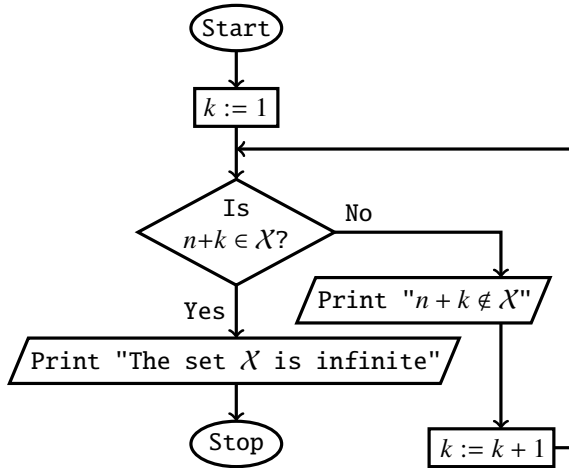 Start
k := 1
Is
n+k ∈ 𝒳?
No
Print "n + k ∉ 𝒳"
Yes
Print "The set 𝒳 is infinite"
Stop
k := k + 1